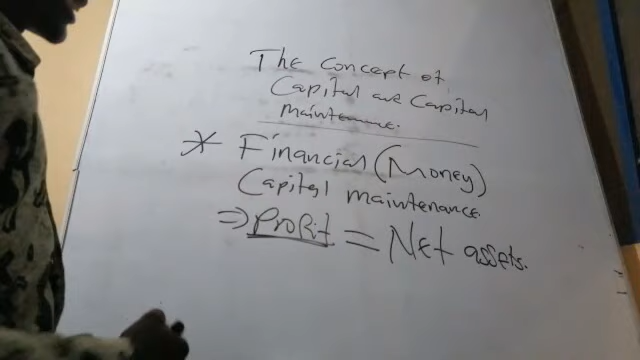 The Concept of
Capital and Capital
maintenance.
* Financial (Money)
Capital maintenance.
⇒ Profit = Net assets.